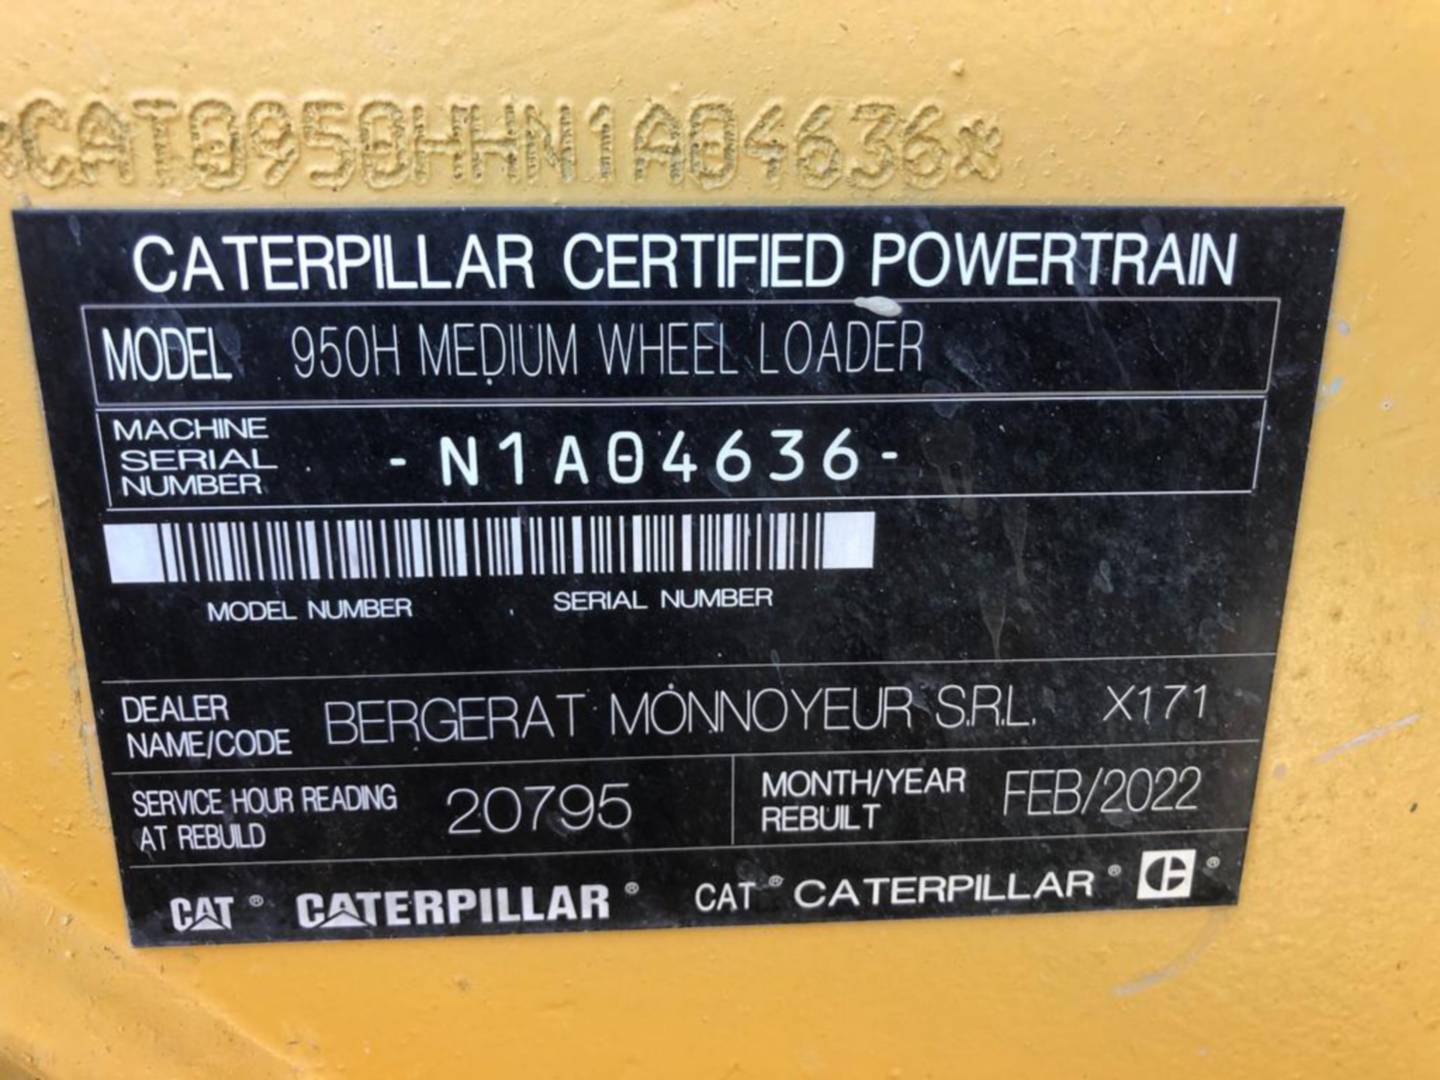 *CAT0950HHN1A04636*
CATERPILLAR CERTIFIED POWERTRAIN
MODEL 950H MEDIUM WHEEL LOADER
MACHINE
SERIAL
NUMBER
-N1A04636-
MODEL NUMBER SERIAL NUMBER
DEALER
NAME/CODE
BERGERAT MONNOYEUR S.R.L. X171
SERVICE HOUR READING
AT REBUILD
20795
MONTH/YEAR
REBUILT
FEB/2022
CAT® CATERPILLAR® CAT® CATERPILLAR® C®